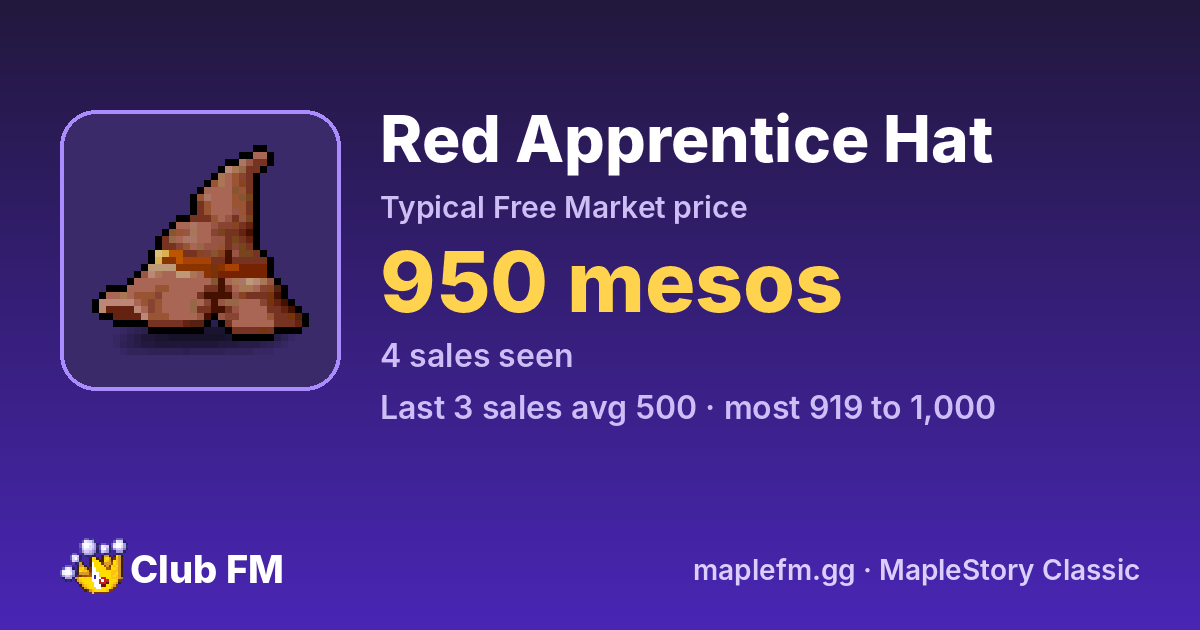 Red Apprentice Hat
Typical Free Market price
950 mesos
4 sales seen
Last 3 sales avg 500 · most 919 to 1,000
Club FM
maplefm.gg · MapleStory Classic